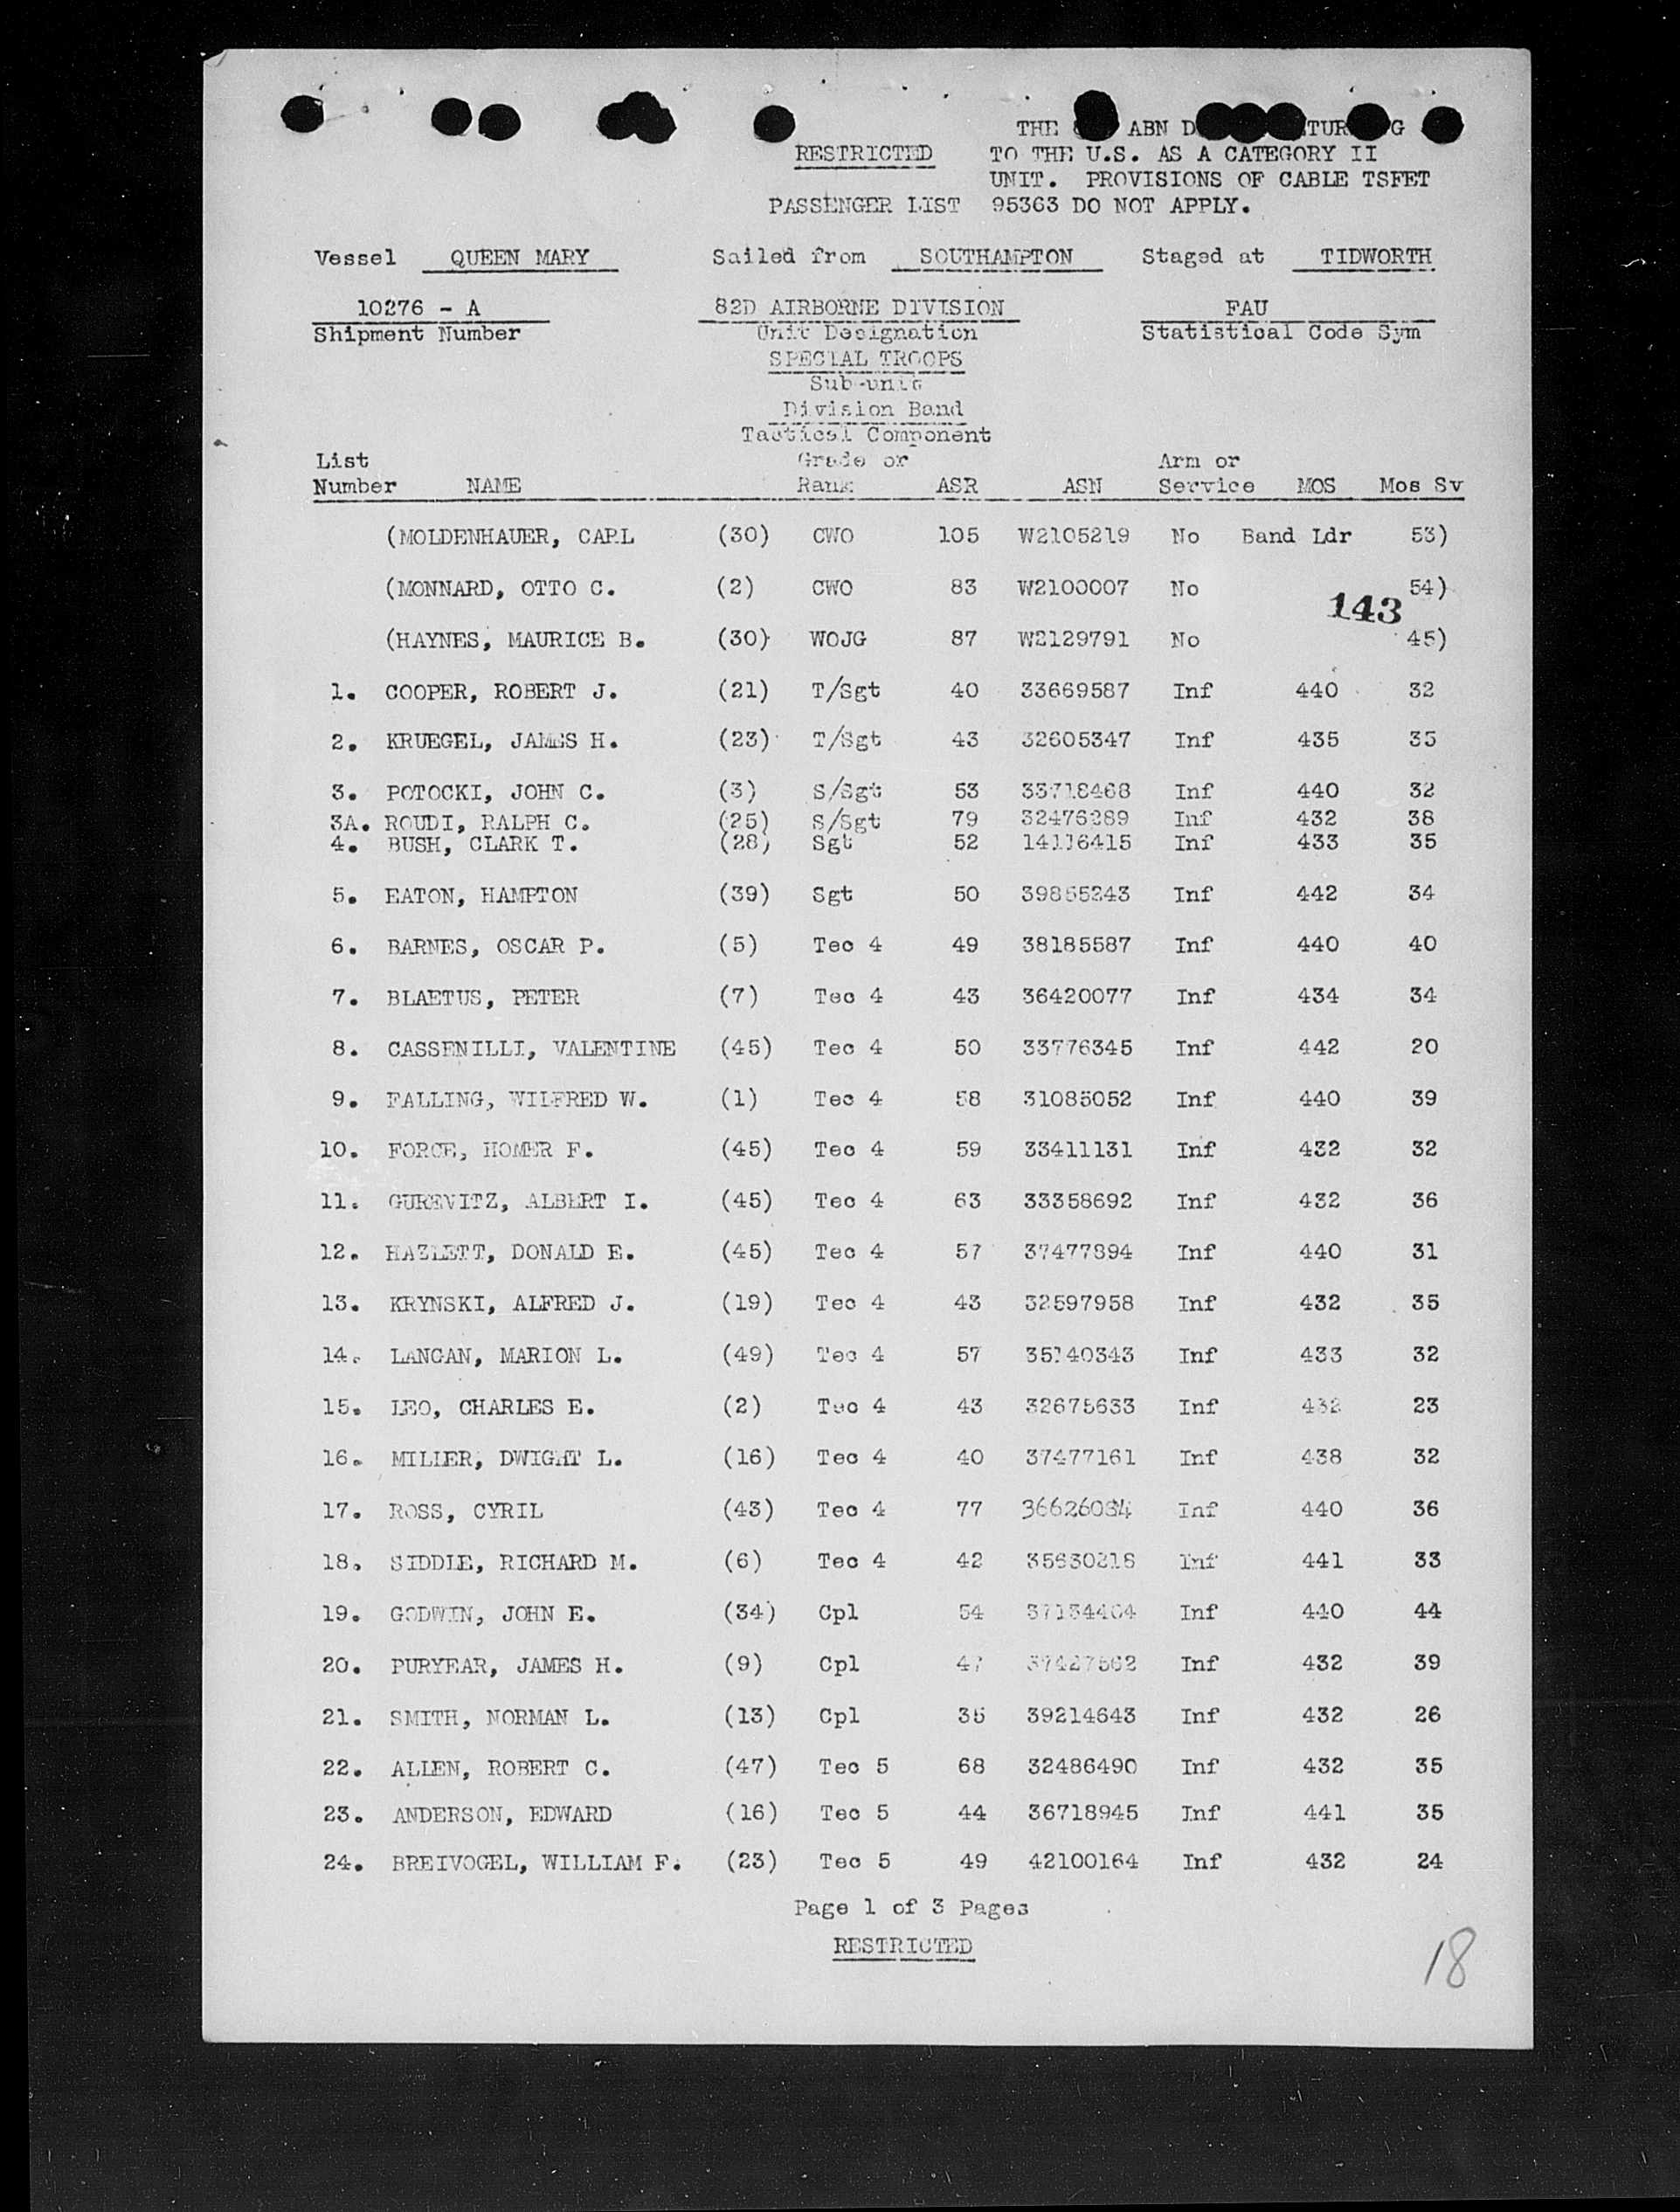 THE ABN D TUR G
RESTRICTED TO THE U.S. AS A CATEGORY II
UNIT. PROVISIONS OF CABLE TSFET
PASSENGER LIST 95363 DO NOT APPLY.
Vessel QUEEN MARY Sailed from SOUTHAMPTON Staged at TIDWORTH
10276 - A 82D AIRBORNE DIVISION FAU
Shipment Number Unit Designation Statistical Code Sym
SPECIAL TROOPS
Sub-unit
Division Band
Tactical Component
List Grade or Arm or
Number NAME Rank ASR ASN Service MOS Mos Sv
(MOLDENHAUER, CARL (30) CWO 105 W2105219 No Band Ldr 53)
(MONNARD, OTTO C. (2) CWO 83 W2100007 No 54)
143
(HAYNES, MAURICE B. (30) WOJG 87 W2129791 No 45)
1. COOPER, ROBERT J. (21) T/Sgt 40 33669587 Inf 440 32
2. KRUEGEL, JAMES H. (23) T/Sgt 43 32605347 Inf 435 35
3. POTOCKI, JOHN C. (3) S/Sgt 53 33718468 Inf 440 32
3A. ROUDI, RALPH C. (25) S/Sgt 79 32476289 Inf 432 38
4. BUSH, CLARK T. (28) Sgt 52 14116415 Inf 433 35
5. EATON, HAMPTON (39) Sgt 50 39855243 Inf 442 34
6. BARNES, OSCAR P. (5) Tec 4 49 38185587 Inf 440 40
7. BLAETUS, PETER (7) Tec 4 43 36420077 Inf 434 34
8. CASSENILLI, VALENTINE (45) Tec 4 50 33776345 Inf 442 20
9. FALLING, WILFRED W. (1) Tec 4 58 31085052 Inf 440 39
10. FORCE, HOMER F. (45) Tec 4 59 33411131 Inf 432 32
11. GUREVITZ, ALBERT I. (45) Tec 4 63 33358692 Inf 432 36
12. HAZLETT, DONALD E. (45) Tec 4 57 37477894 Inf 440 31
13. KRYNSKI, ALFRED J. (19) Tec 4 43 32597958 Inf 432 35
14. LANGAN, MARION L. (49) Tec 4 57 35140343 Inf 433 32
15. LEO, CHARLES E. (2) Tec 4 43 32675633 Inf 432 23
16. MILLER, DWIGHT L. (16) Tec 4 40 37477161 Inf 438 32
17. ROSS, CYRIL (43) Tec 4 77 36626084 Inf 440 36
18. SIDDLE, RICHARD M. (6) Tec 4 42 Inf 441 33
19. GODWIN, JOHN E. (34) Cpl 54 37134404 Inf 440 44
20. PURYEAR, JAMES H. (9) Cpl 47 37427562 Inf 432 39
21. SMITH, NORMAN L. (13) Cpl 35 39214643 Inf 432 26
22. ALLEN, ROBERT C. (47) Tec 5 68 32486490 Inf 432 35
23. ANDERSON, EDWARD (16) Tec 5 44 36718945 Inf 441 35
24. BREIVOGEL, WILLIAM F. (23) Tec 5 49 42100164 Inf 432 24
Page 1 of 3 Pages
RESTRICTED
18